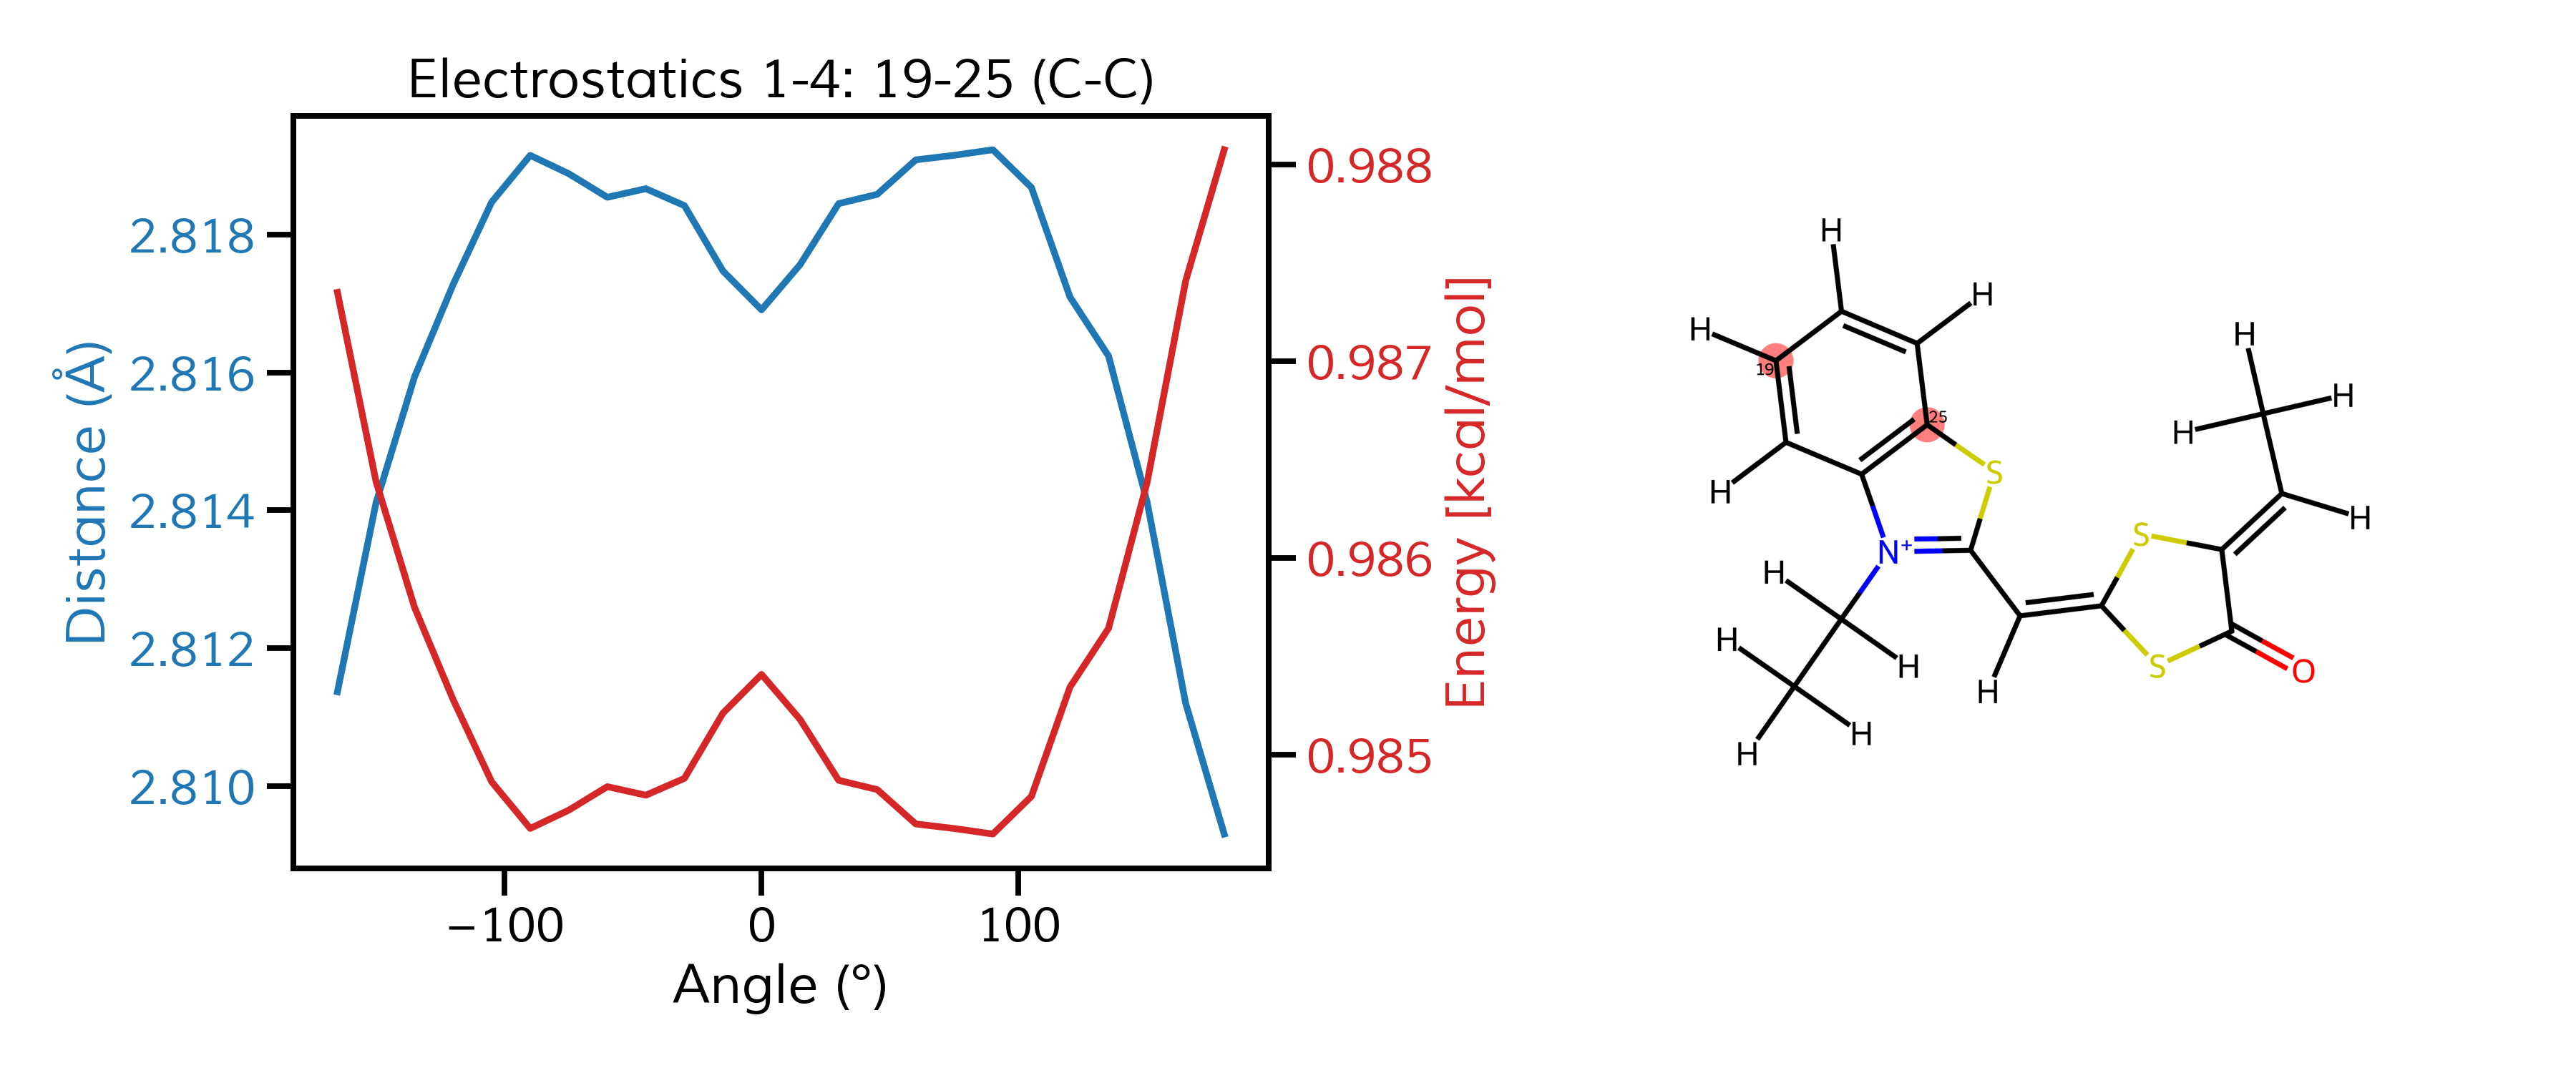 Electrostatics 1-4: 19-25 (C-C)
Distance (Å)
2.818
2.816
2.814
2.812
2.810
−100
0
100
Angle (°)
0.988
0.987
0.986
0.985
Energy [kcal/mol]
H
H
H
H
19
25
S
H
N⁺
H
H
H
H
H
H
S
S
H
H
H
H
O